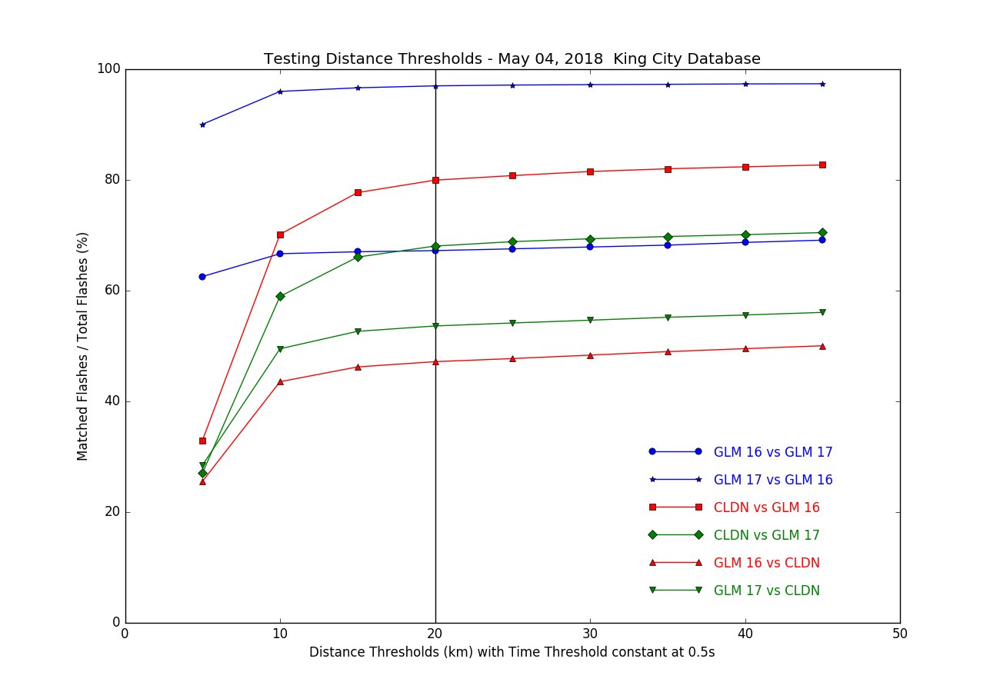 Testing Distance Thresholds - May 04, 2018  King City Database
100
80
60
40
20
0
Matched Flashes / Total Flashes (%)
GLM 16 vs GLM 17
GLM 17 vs GLM 16
CLDN vs GLM 16
CLDN vs GLM 17
GLM 16 vs CLDN
GLM 17 vs CLDN
0 10 20 30 40 50
Distance Thresholds (km) with Time Threshold constant at 0.5s